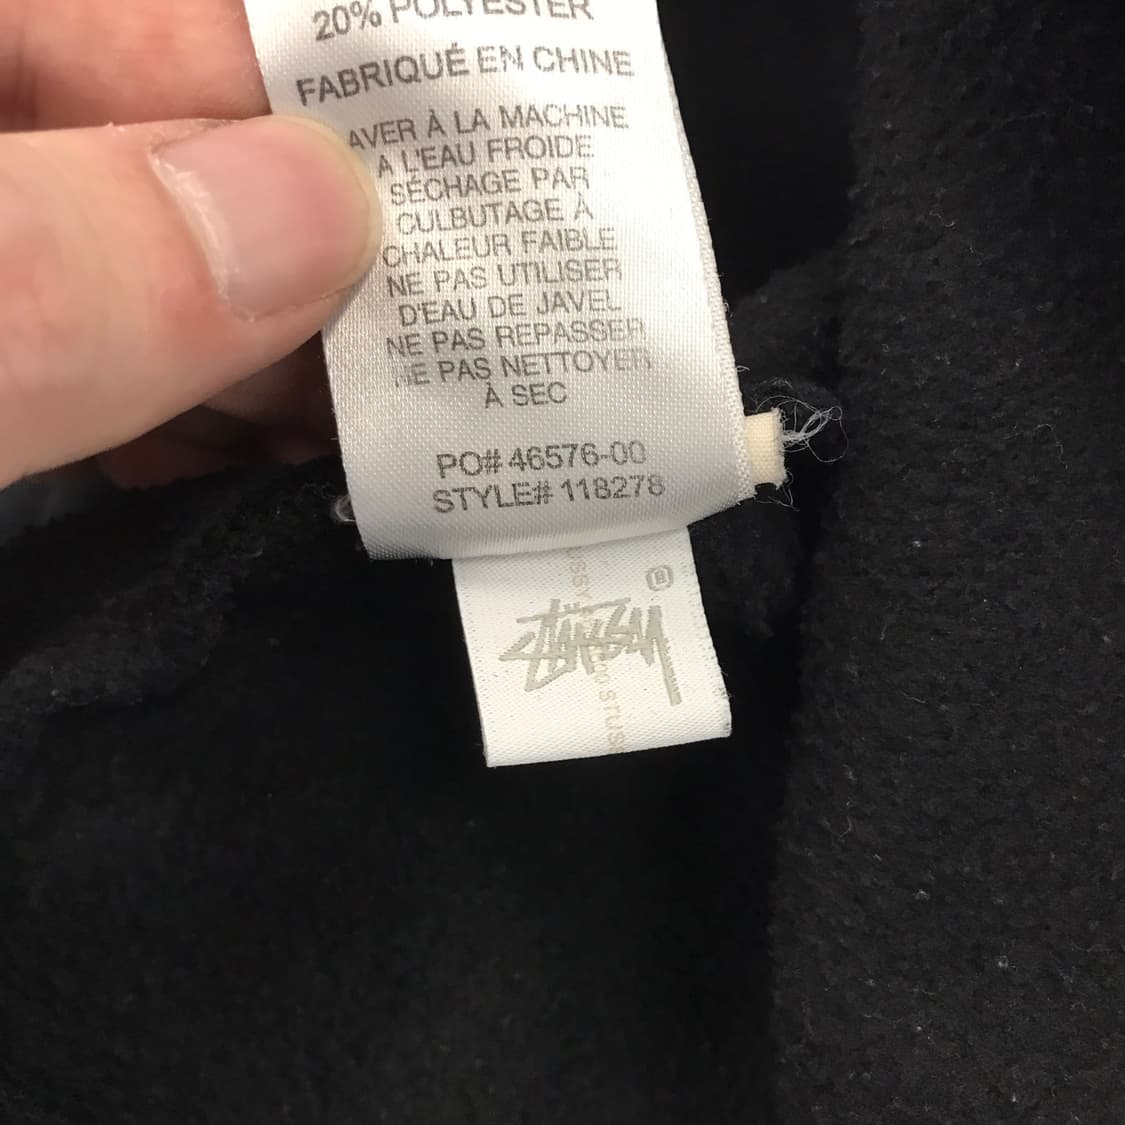 20% POLYESTER
FABRIQUÉ EN CHINE
AVER À LA MACHINE
A L'EAU FROIDE
SÉCHAGE PAR
CULBUTAGE À
CHALEUR FAIBLE
NE PAS UTILISER
D'EAU DE JAVEL
NE PAS REPASSER
NE PAS NETTOYER
À SEC
PO# 46576-00
STYLE# 118278
®
Stüssy